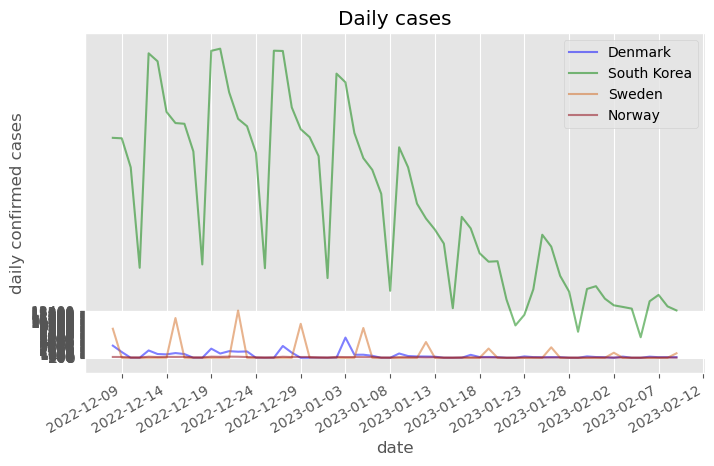 Daily cases
Denmark
South Korea
Sweden
Norway
daily confirmed cases
2022-12-09
2022-12-14
2022-12-19
2022-12-24
2022-12-29
2023-01-03
2023-01-08
2023-01-13
2023-01-18
2023-01-23
2023-01-28
2023-02-02
2023-02-07
2023-02-12
date